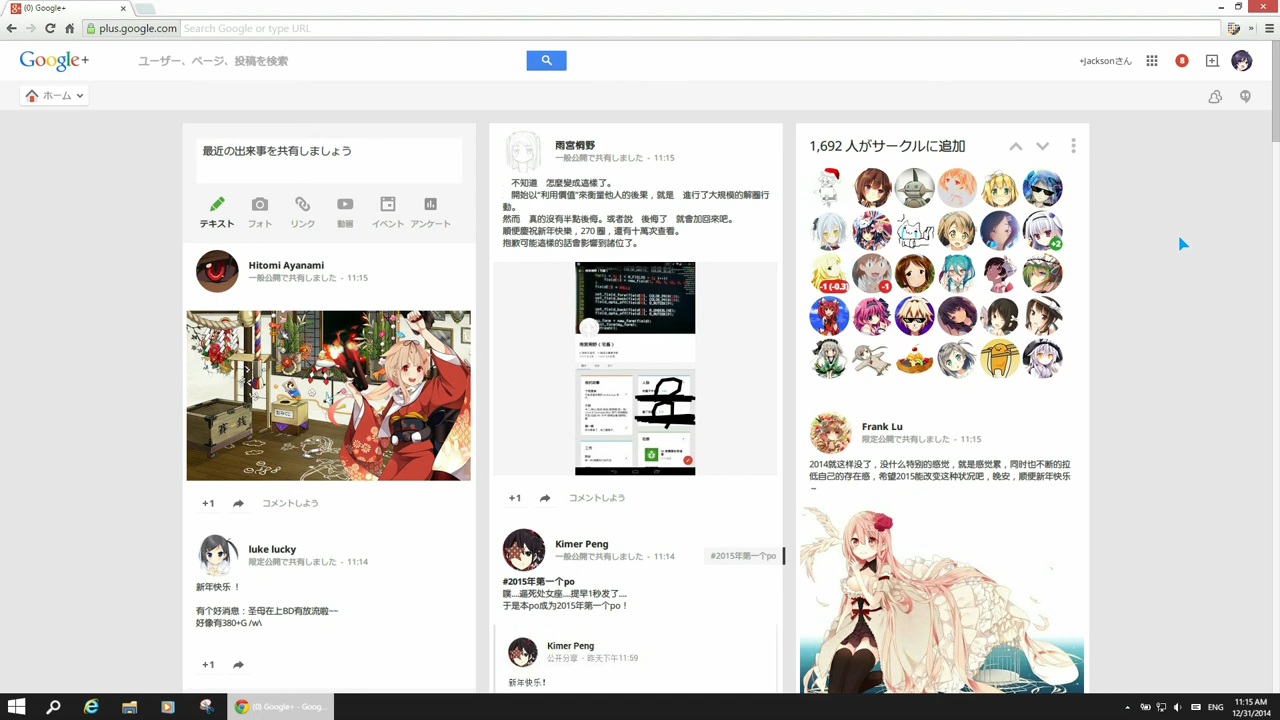 (0) Google+
plus.google.com
Search Google or type URL
Google+
ユーザー、ページ、投稿を検索
+Jacksonさん
8
ホーム
最近の出来事を共有しましょう
テキスト
フォト
リンク
動画
イベント
アンケート
Hitomi Ayanami
一般公開で共有しました - 11:15
+1
コメントしよう
luke lucky
限定公開で共有しました - 11:14
新年快乐 ！
有个好消息：圣母在上BD有放流啦~~
好像有380+G /w\
+1
雨宮桐野
一般公開で共有しました - 11:15
不知道　怎麼變成這樣了。
開始以“利用價值”來衡量他人的後果，就是　進行了大規模的解圈行
動。
然而　真的沒有半點後悔。或者說　後悔了　就會加回來吧。
順便慶祝新年快樂，270 圈，還有十萬次查看。
抱歉可能這樣的話會影響到諸位了。
+1
コメントしよう
Kimer Peng
一般公開で共有しました - 11:14
#2015年第一个po
#2015年第一个po
噗....逼死处女座....提早1秒发了....
于是本po成为2015年第一个po！
Kimer Peng
公开分享 - 昨天下午11:59
新年快乐！
1,692 人がサークルに追加
+2
-1 (-0.3)
-1
Frank Lu
限定公開で共有しました - 11:15
2014就这样没了，没什么特别的感觉，就是感觉累，同时也不断的拉
低自己的存在感，希望2015能改变这种状况吧，晚安，顺便新年快乐
~
(0) Google+ - Goog...
ENG
11:15 AM
12/31/2014